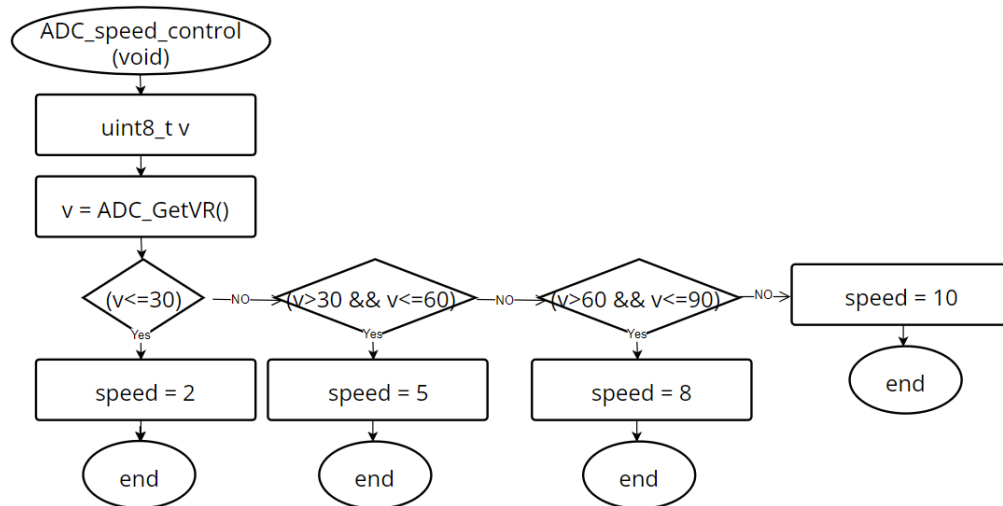 ADC_speed_control
(void)
uint8_t v
v = ADC_GetVR()
(v<=30)
NO
(v>30 && v<=60)
NO
(v>60 && v<=90)
NO
speed = 10
Yes
Yes
Yes
speed = 2
speed = 5
speed = 8
end
end
end
end